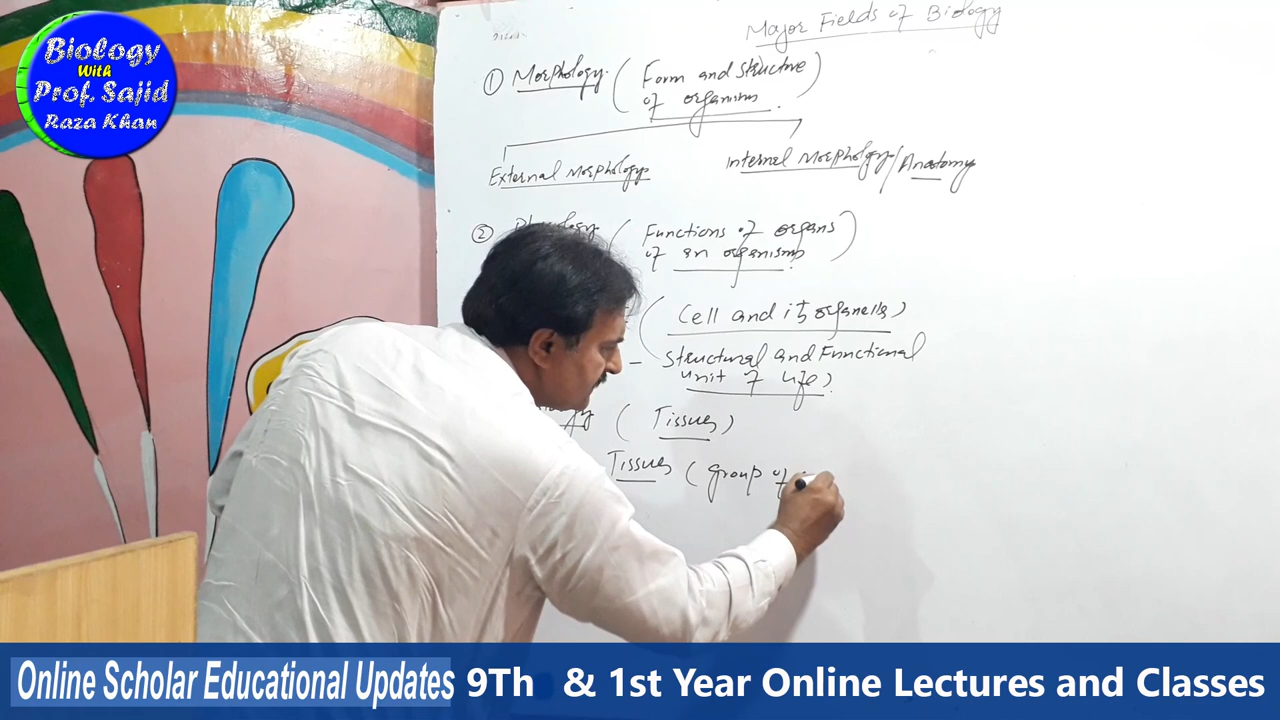 Biology
With
Prof. Sajid
Raza Khan
Major Fields of Biology
① Morphology (Form and structure
of organisms)
External Morphology
Internal Morphology/Anatomy
② (Functions of organs)
of an organisms
(Cell and its organells)
- Structural and Functional
unit of life)
(Tissues)
Tissues (group of
Online Scholar Educational Updates 9Th & 1st Year Online Lectures and Classes